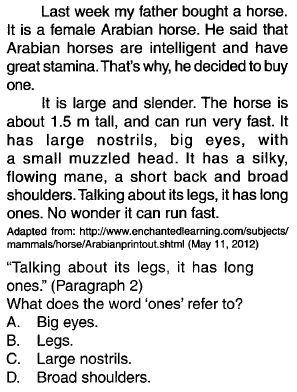 Last week my father bought a horse.
It is a female Arabian horse. He said that
Arabian horses are intelligent and have
great stamina. That's why, he decided to buy
one.
It is large and slender. The horse is
about 1.5 m tall, and can run very fast. It
has large nostrils, big eyes, with
a small muzzled head. It has a silky,
flowing mane, a short back and broad
shoulders. Talking about its legs, it has long
ones. No wonder it can run fast.
Adapted from: http://www.enchantedlearning.com/subjects/
mammals/horse/Arabianprintout.shtml (May 11, 2012)
"Talking about its legs, it has long
ones." (Paragraph 2)
What does the word 'ones' refer to?
A. Big eyes.
B. Legs.
C. Large nostrils.
D. Broad shoulders.